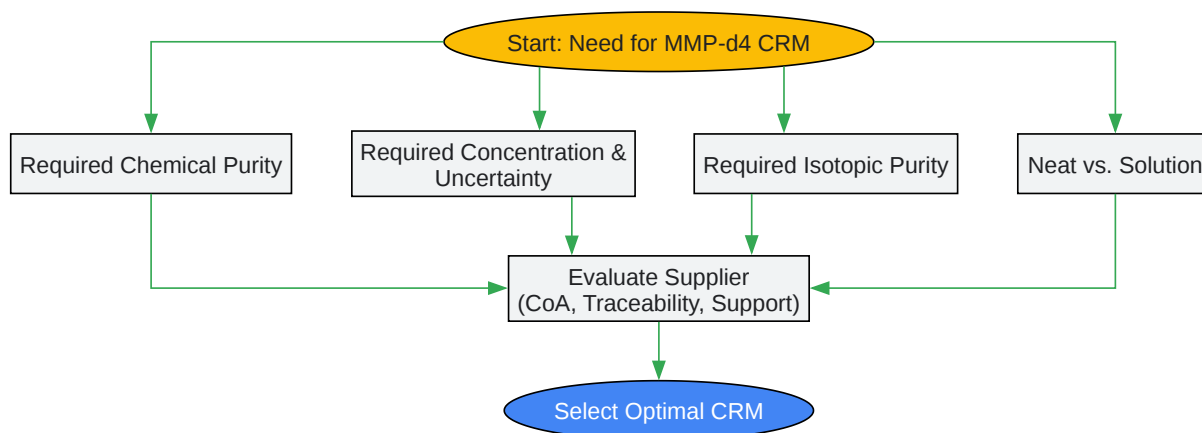 Start: Need for MMP-d4 CRM
Required Chemical Purity
Required Concentration &
Uncertainty
Required Isotopic Purity
Neat vs. Solution
Evaluate Supplier
(CoA, Traceability, Support)
Select Optimal CRM